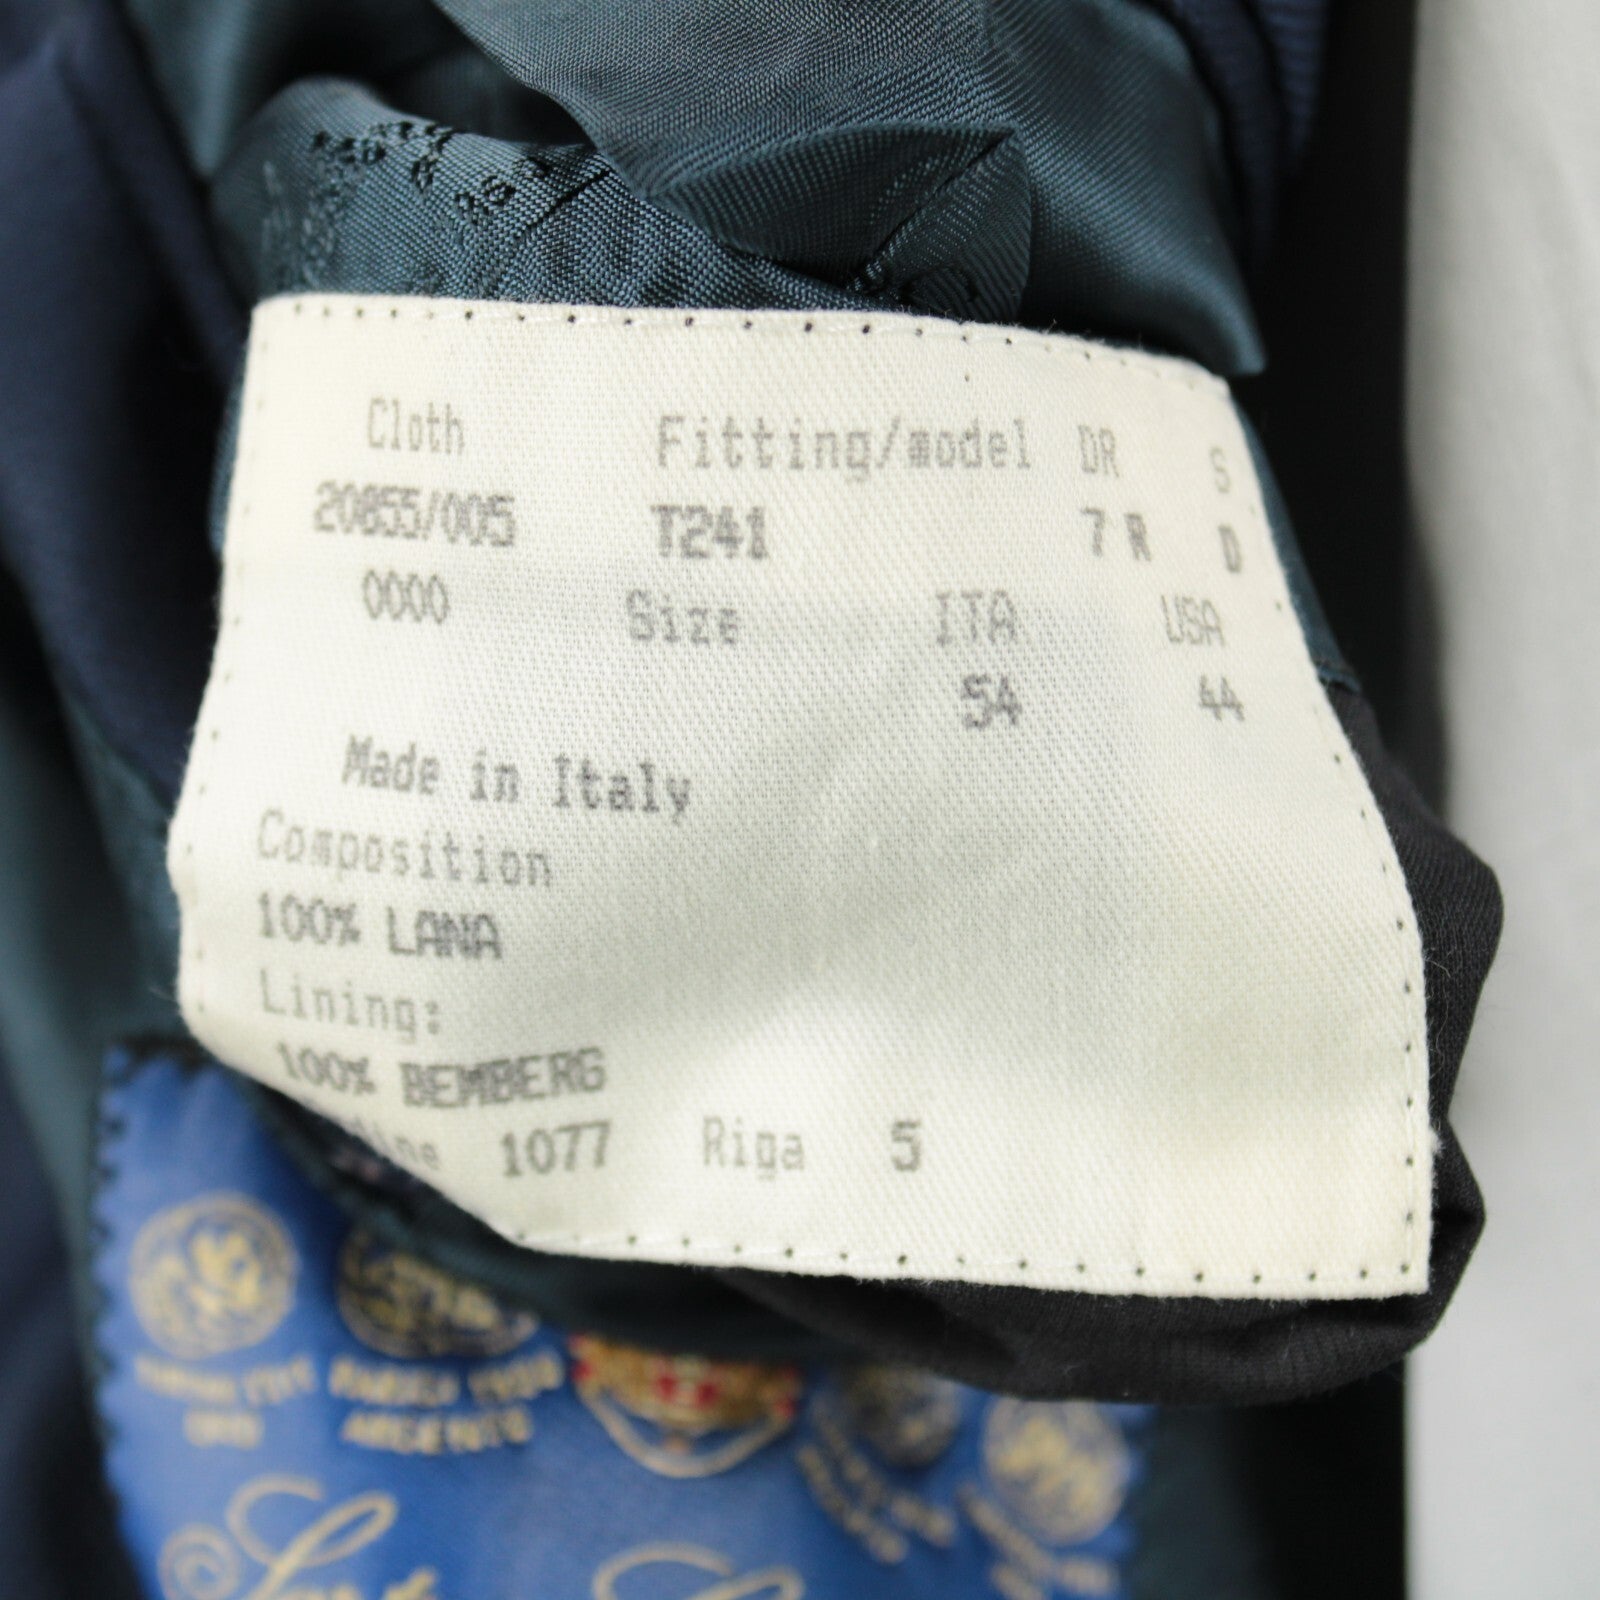 Cloth Fitting/model DR S
20855/005 T241 7 R D
0000 Size ITA USA
54 44
Made in Italy
Composition
100% LANA
Lining:
100% BEMBERG
1077 Riga 5